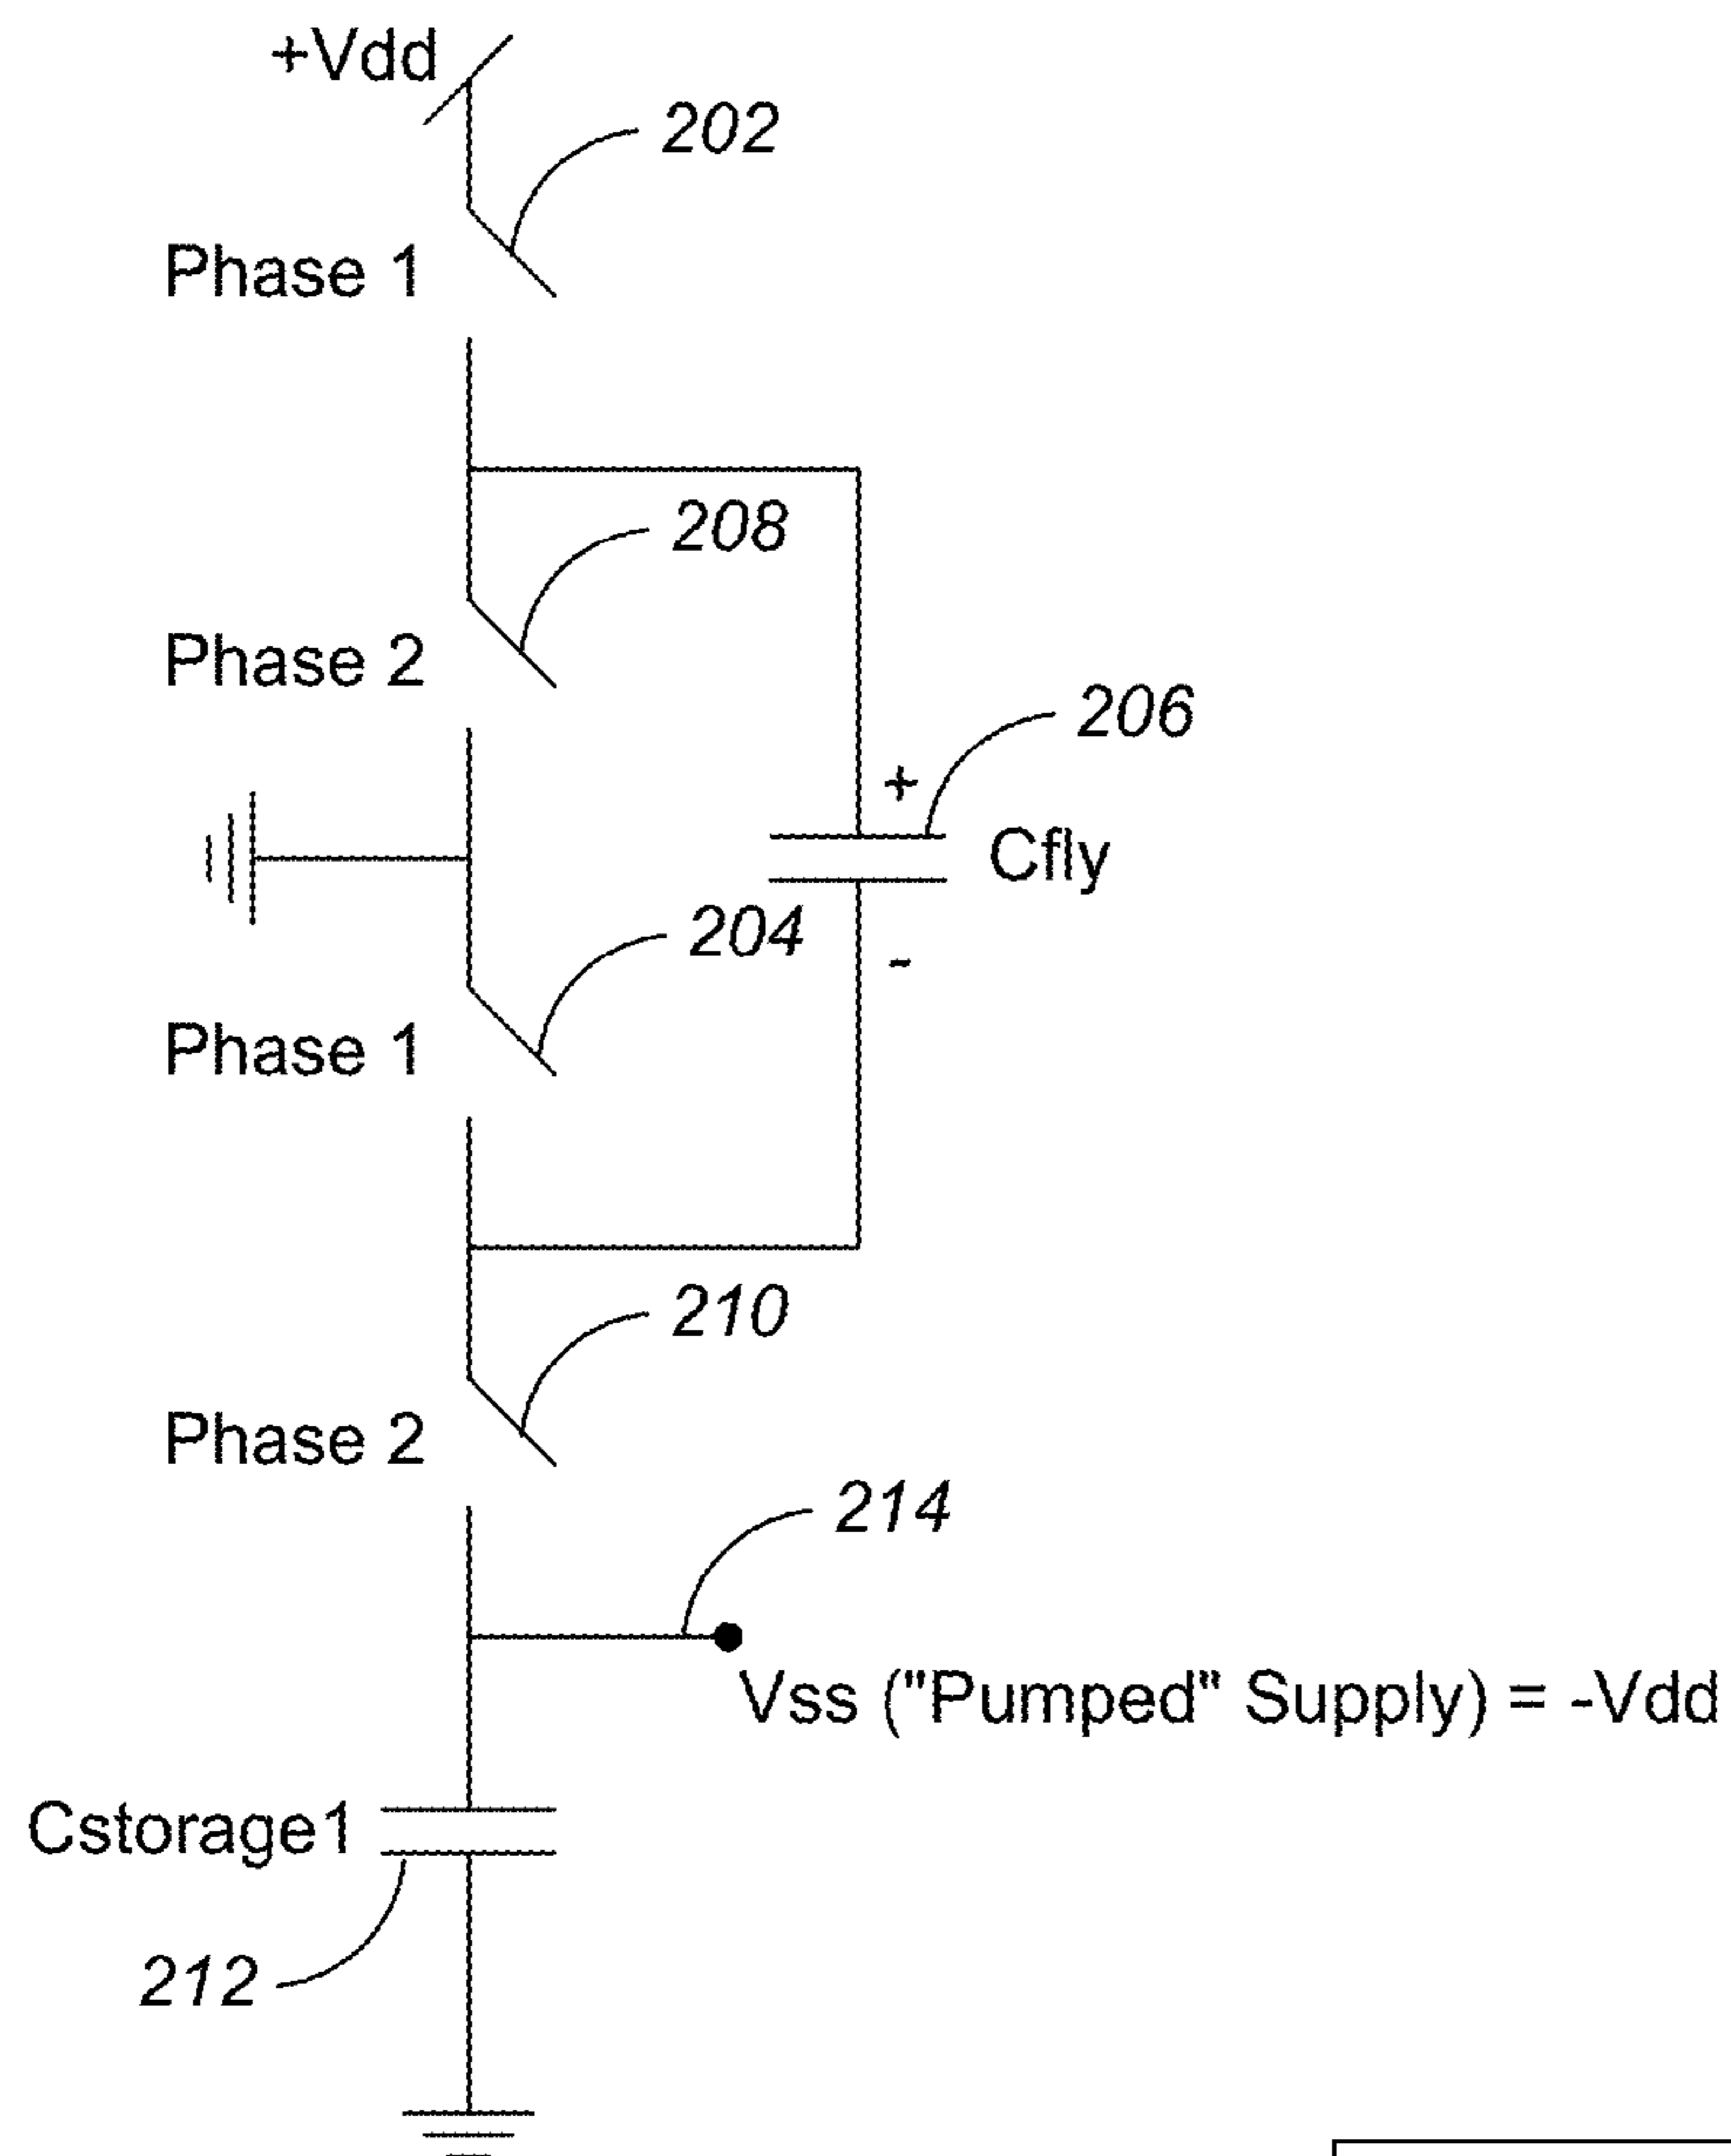 +Vdd
202
Phase 1
208
Phase 2
206
+
Cfly
204
-
Phase 1
210
Phase 2
214
Vss ("Pumped" Supply) = -Vdd
Cstorage1
212